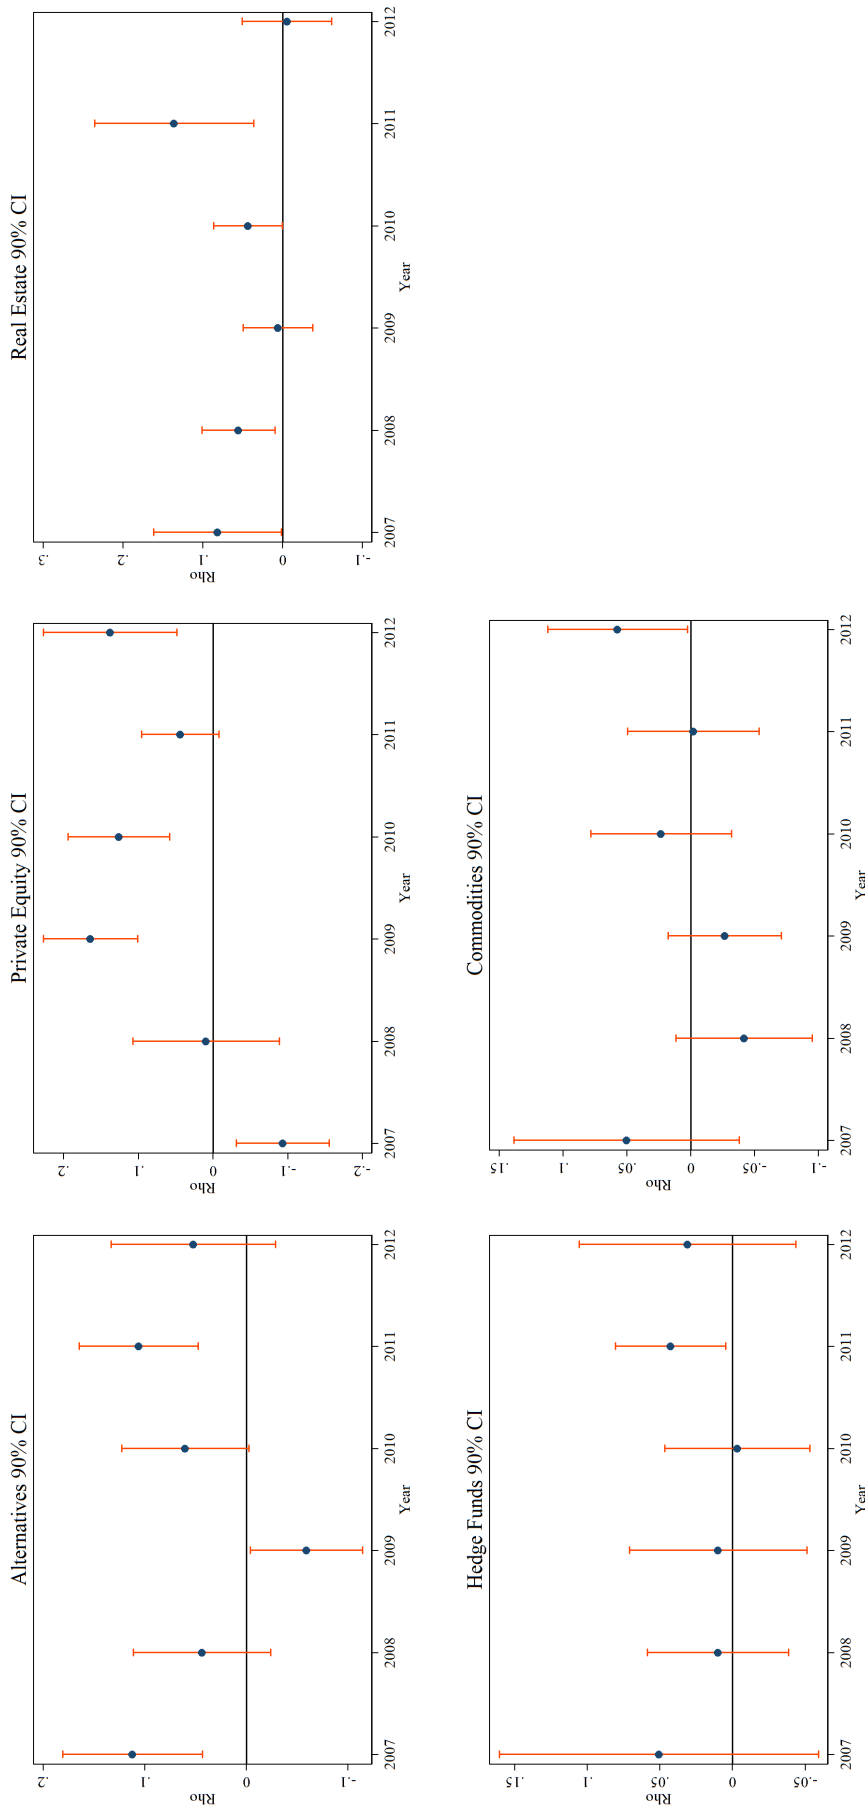 Alternatives 90% CI
Rho
.2
.1
0
-.1
2007 2008 2009 2010 2011 2012
Year
Private Equity 90% CI
Rho
.2
.1
0
-.1
-.2
2007 2008 2009 2010 2011 2012
Year
Real Estate 90% CI
Rho
.3
.2
.1
0
-.1
2007 2008 2009 2010 2011 2012
Year
Hedge Funds 90% CI
Rho
.15
.1
.05
0
-.05
2007 2008 2009 2010 2011 2012
Year
Commodities 90% CI
Rho
.15
.1
.05
0
-.05
-.1
2007 2008 2009 2010 2011 2012
Year